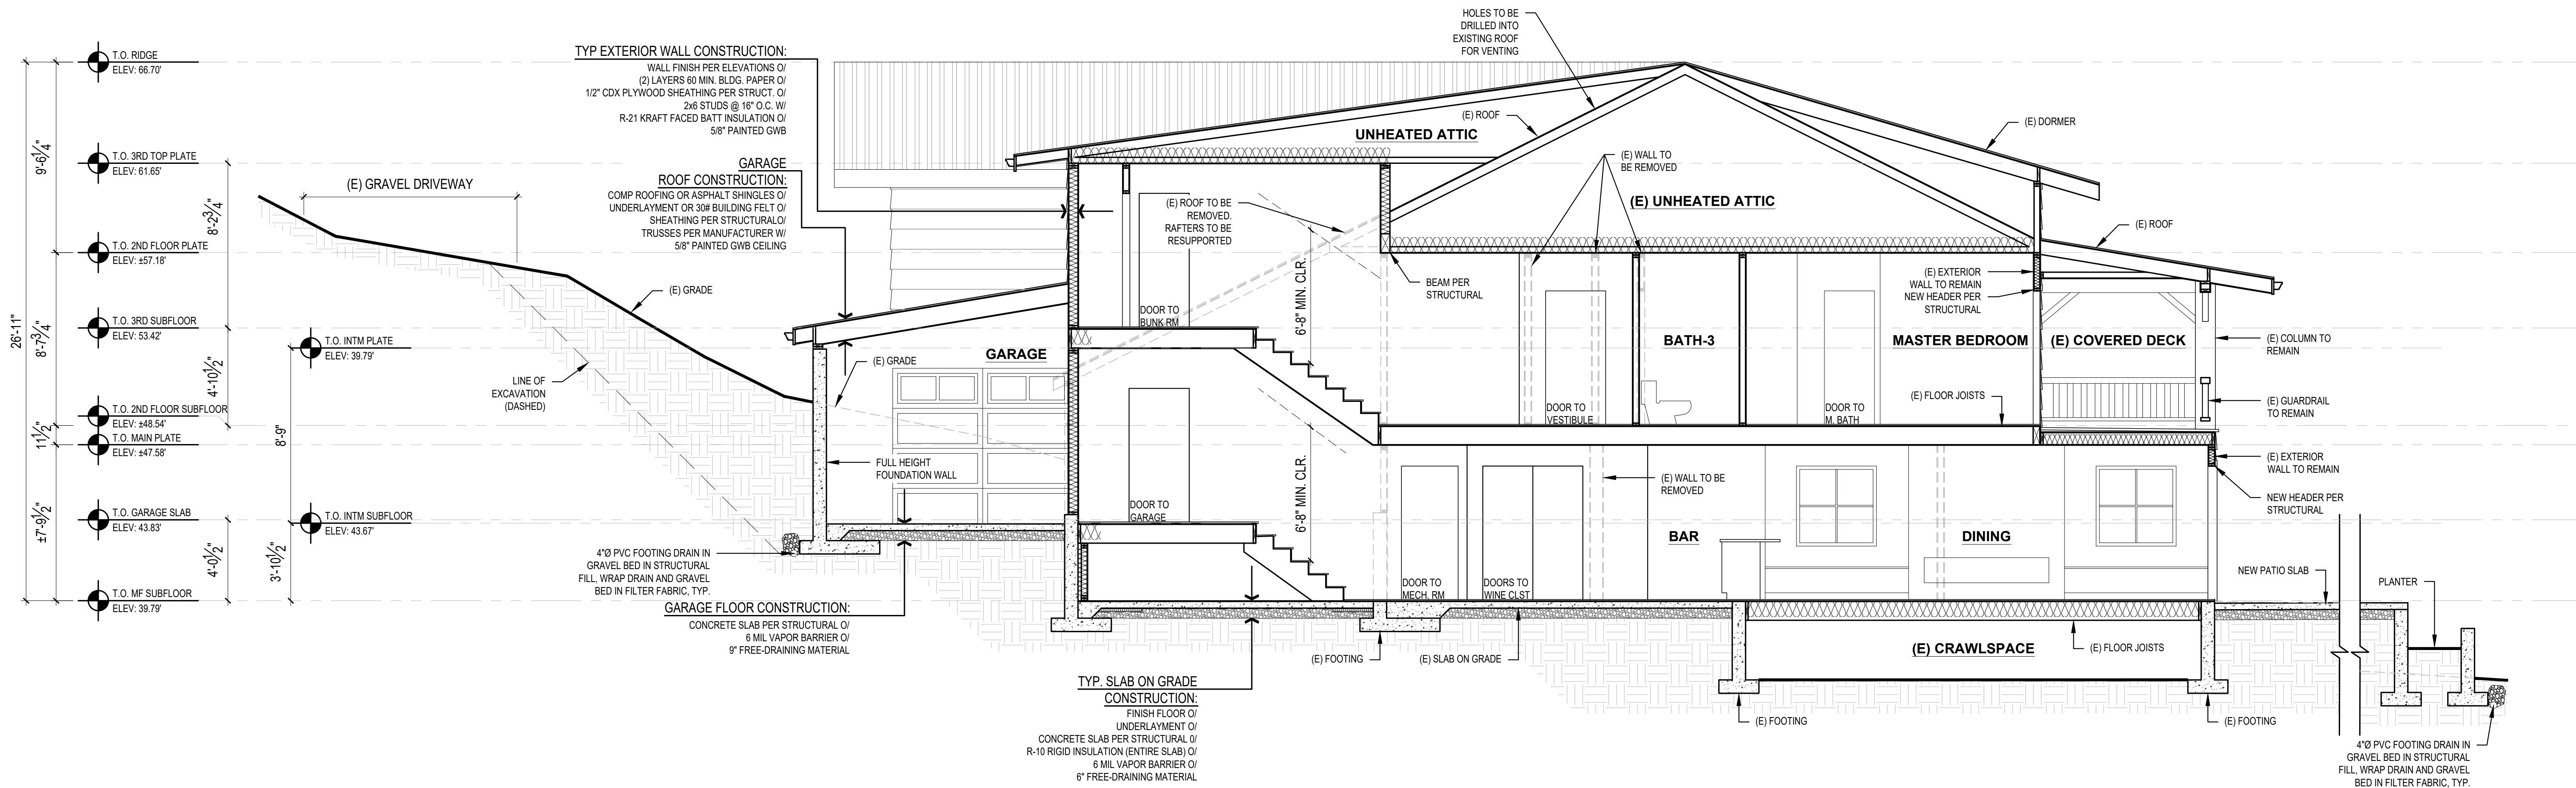 T.O. RIDGE
ELEV: 66.70'
T.O. 3RD TOP PLATE
ELEV: 61.65'
T.O. 2ND FLOOR PLATE
ELEV: ±57.18'
T.O. 3RD SUBFLOOR
ELEV: 53.42'
T.O. 2ND FLOOR SUBFLOOR
ELEV: ±48.54'
T.O. MAIN PLATE
ELEV: ±47.58'
T.O. GARAGE SLAB
ELEV: 43.83'
T.O. MF SUBFLOOR
ELEV: 39.79'
T.O. INTM PLATE
ELEV: 39.79'
T.O. INTM SUBFLOOR
ELEV: 43.67'
26'-11"
9'-6 1/4"
8'-7 3/4"
11 1/2"
±7'-9 1/2"
8'-2 3/4"
4'-10 1/2"
4'-0 1/2"
8'-9"
3'-10 1/2"
(E) GRAVEL DRIVEWAY
(E) GRADE
LINE OF
EXCAVATION
(DASHED)
TYP EXTERIOR WALL CONSTRUCTION:
WALL FINISH PER ELEVATIONS O/
(2) LAYERS 60 MIN. BLDG. PAPER O/
1/2" CDX PLYWOOD SHEATHING PER STRUCT. O/
2x6 STUDS @ 16" O.C. W/
R-21 KRAFT FACED BATT INSULATION O/
5/8" PAINTED GWB
GARAGE
ROOF CONSTRUCTION:
COMP ROOFING OR ASPHALT SHINGLES O/
UNDERLAYMENT OR 30# BUILDING FELT O/
SHEATHING PER STRUCTURALO/
TRUSSES PER MANUFACTURER W/
5/8" PAINTED GWB CEILING
(E) GRADE
GARAGE
FULL HEIGHT
FOUNDATION WALL
4"Ø PVC FOOTING DRAIN IN
GRAVEL BED IN STRUCTURAL
FILL, WRAP DRAIN AND GRAVEL
BED IN FILTER FABRIC, TYP.
GARAGE FLOOR CONSTRUCTION:
CONCRETE SLAB PER STRUCTURAL O/
6 MIL VAPOR BARRIER O/
9" FREE-DRAINING MATERIAL
TYP. SLAB ON GRADE
CONSTRUCTION:
FINISH FLOOR O/
UNDERLAYMENT O/
CONCRETE SLAB PER STRUCTURAL 0/
R-10 RIGID INSULATION (ENTIRE SLAB) O/
6 MIL VAPOR BARRIER O/
6" FREE-DRAINING MATERIAL
HOLES TO BE
DRILLED INTO
EXISTING ROOF
FOR VENTING
(E) ROOF
UNHEATED ATTIC
(E) ROOF TO BE
REMOVED.
RAFTERS TO BE
RESUPPORTED
(E) WALL TO
BE REMOVED
(E) UNHEATED ATTIC
(E) DORMER
(E) ROOF
BEAM PER
STRUCTURAL
DOOR TO
BUNK RM
6'-8" MIN. CLR.
DOOR TO
VESTIBULE
BATH-3
DOOR TO
M. BATH
MASTER BEDROOM
(E) EXTERIOR
WALL TO REMAIN
NEW HEADER PER
STRUCTURAL
(E) COVERED DECK
(E) COLUMN TO
REMAIN
(E) FLOOR JOISTS
(E) GUARDRAIL
TO REMAIN
DOOR TO
GARAGE
6'-8" MIN. CLR.
DOOR TO
MECH. RM
DOORS TO
WINE CLST
(E) WALL TO BE
REMOVED
BAR
DINING
(E) EXTERIOR
WALL TO REMAIN
NEW HEADER PER
STRUCTURAL
NEW PATIO SLAB
PLANTER
(E) FOOTING
(E) SLAB ON GRADE
(E) CRAWLSPACE
(E) FLOOR JOISTS
(E) FOOTING
(E) FOOTING
4"Ø PVC FOOTING DRAIN IN
GRAVEL BED IN STRUCTURAL
FILL, WRAP DRAIN AND GRAVEL
BED IN FILTER FABRIC, TYP.